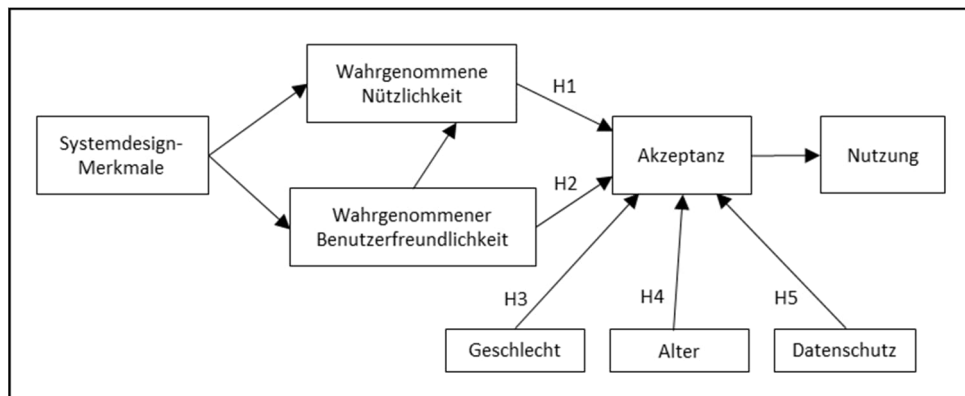 Wahrgenommene
Nützlichkeit
H1
Systemdesign-
Merkmale
Akzeptanz
Nutzung
H2
Wahrgenommener
Benutzerfreundlichkeit
H3
H4
H5
Geschlecht
Alter
Datenschutz